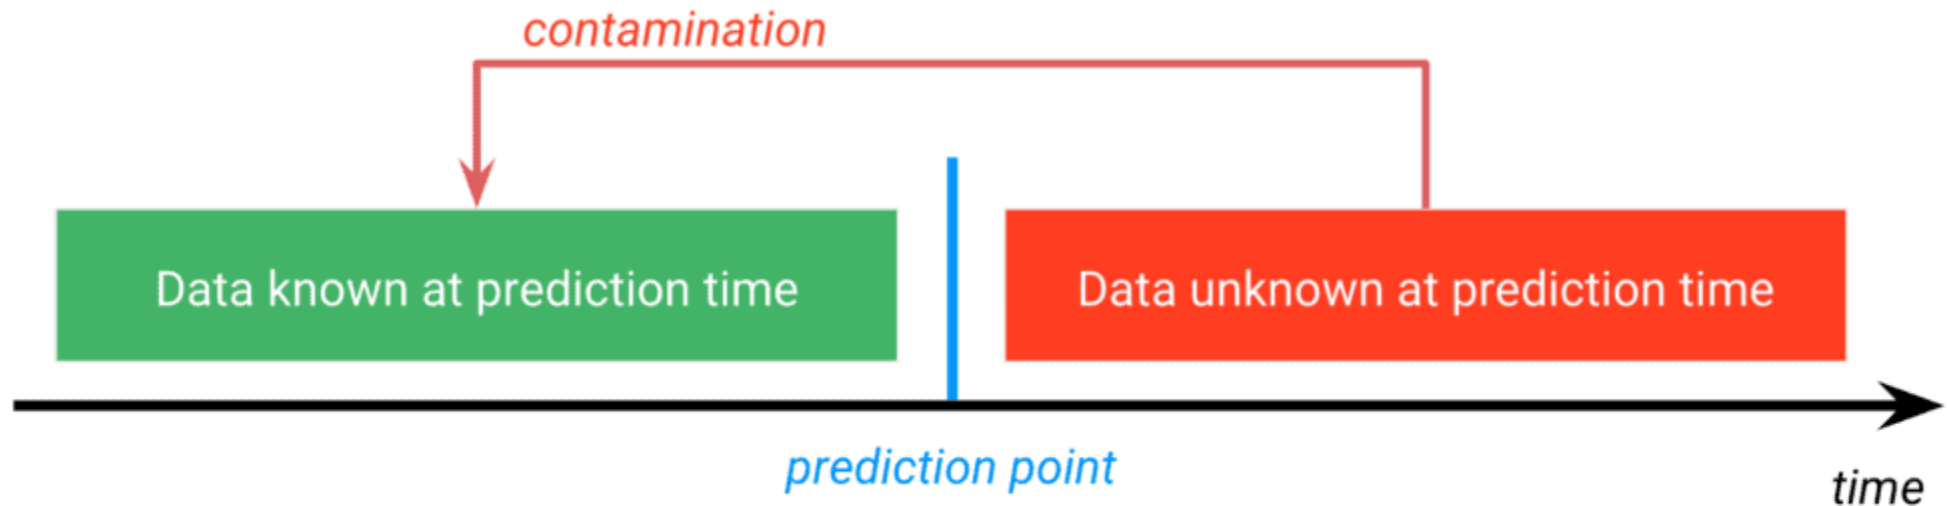 contamination
Data known at prediction time
Data unknown at prediction time
prediction point
time